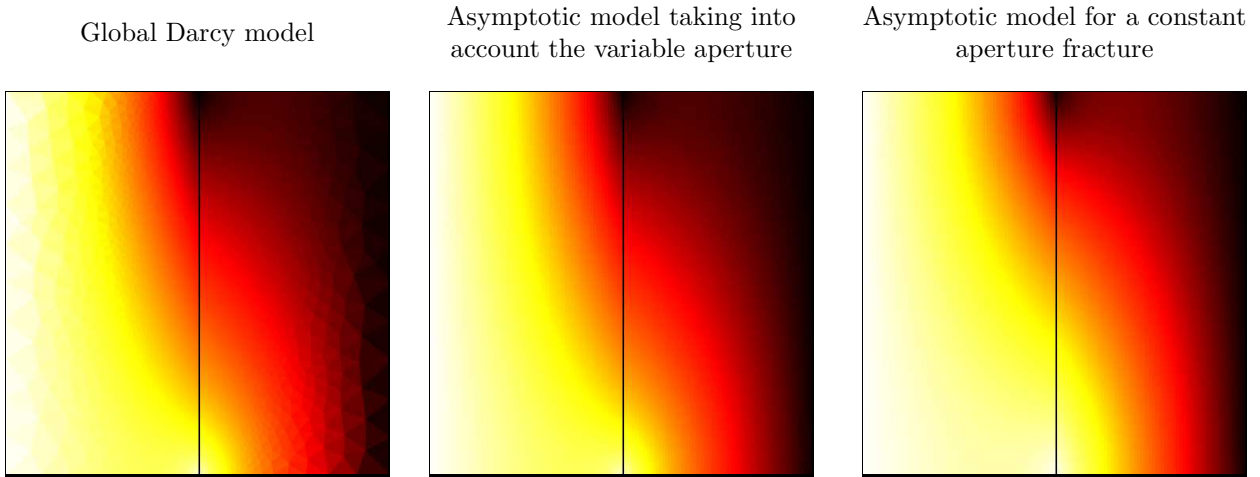 Global Darcy model
Asymptotic model taking into
account the variable aperture
Asymptotic model for a constant
aperture fracture